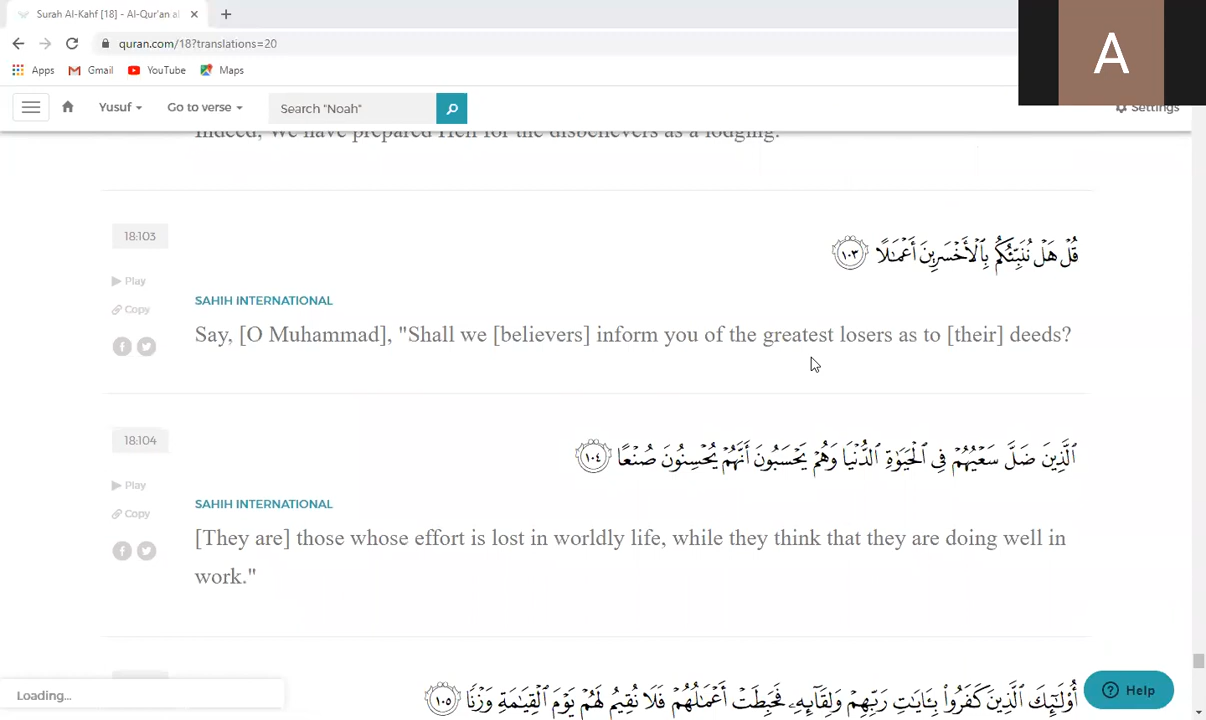 Surah Al-Kahf [18] - Al-Qur'an al
quran.com/18?translations=20
Apps Gmail YouTube Maps
A
Yusuf Go to verse Search "Noah" Settings
Indeed, We have prepared Hell for the disbelievers as a lodging.
18:103
قُلْ هَلْ نُنَبِّئُكُم بِٱلْأَخْسَرِينَ أَعْمَٰلًا ١٠٣
Play
Copy
SAHIH INTERNATIONAL
Say, [O Muhammad], "Shall we [believers] inform you of the greatest losers as to [their] deeds?
18:104
ٱلَّذِينَ ضَلَّ سَعْيُهُمْ فِى ٱلْحَيَوٰةِ ٱلدُّنْيَا وَهُمْ يَحْسَبُونَ أَنَّهُمْ يُحْسِنُونَ صُنْعًا ١٠٤
Play
Copy
SAHIH INTERNATIONAL
[They are] those whose effort is lost in worldly life, while they think that they are doing well in
work."
أُو۟لَٰٓئِكَ ٱلَّذِينَ كَفَرُوا۟ بِـَٔايَٰتِ رَبِّهِمْ وَلِقَآئِهِۦ فَحَبِطَتْ أَعْمَٰلُهُمْ فَلَا نُقِيمُ لَهُمْ يَوْمَ ٱلْقِيَٰمَةِ وَزْنًا ١٠٥
Loading...
Help